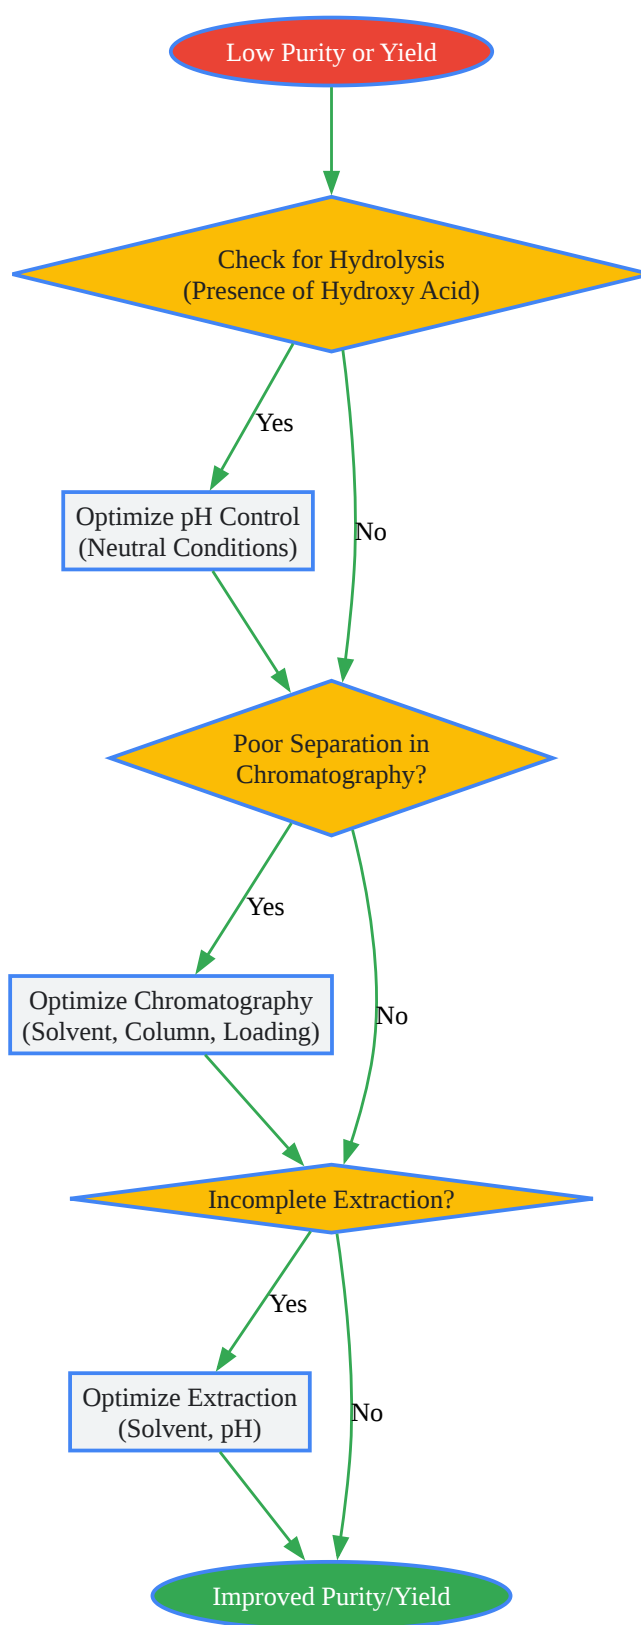 Low Purity or Yield
Check for Hydrolysis
(Presence of Hydroxy Acid)
Yes
Optimize pH Control
(Neutral Conditions)
No
Poor Separation in
Chromatography?
Yes
Optimize Chromatography
(Solvent, Column, Loading)
No
Incomplete Extraction?
Yes
Optimize Extraction
(Solvent, pH)
No
Improved Purity/Yield